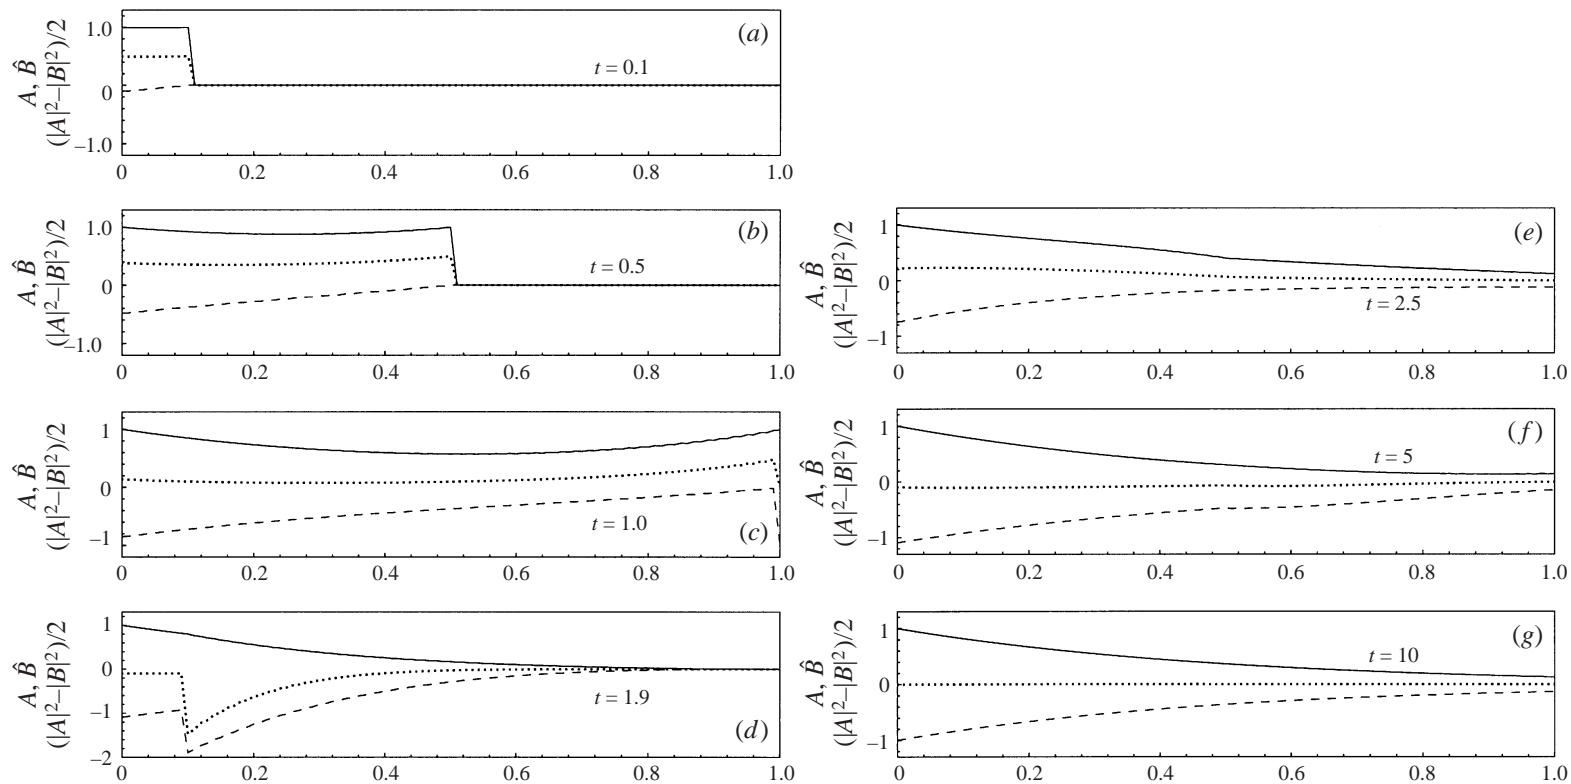 A, B̂
(|A|²–|B|²)/2
1.0
0
–1.0
(a)
t = 0.1
0 0.2 0.4 0.6 0.8 1.0
A, B̂
(|A|²–|B|²)/2
1.0
0
–1.0
(b)
t = 0.5
0 0.2 0.4 0.6 0.8 1.0
A, B̂
(|A|²–|B|²)/2
1
0
–1
(c)
t = 1.0
0 0.2 0.4 0.6 0.8 1.0
A, B̂
(|A|²–|B|²)/2
1
0
–1
–2
(d)
t = 1.9
0 0.2 0.4 0.6 0.8 1.0
A, B̂
(|A|²–|B|²)/2
1
0
–1
(e)
t = 2.5
0 0.2 0.4 0.6 0.8 1.0
A, B̂
(|A|²–|B|²)/2
1
0
–1
(f)
t = 5
0 0.2 0.4 0.6 0.8 1.0
A, B̂
(|A|²–|B|²)/2
1
0
–1
(g)
t = 10
0 0.2 0.4 0.6 0.8 1.0